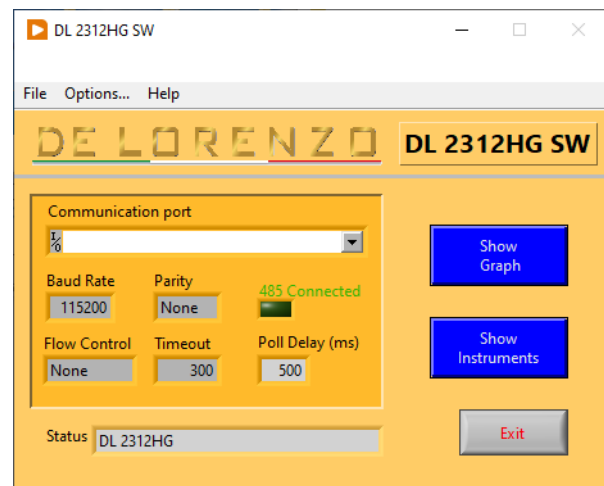 DL 2312HG SW
File Options... Help
DE LORENZO
DL 2312HG SW
Communication port
I/O
Baud Rate Parity
485 Connected
115200 None
Flow Control Timeout Poll Delay (ms)
None 300 500
Status DL 2312HG
Show
Graph
Show
Instruments
Exit